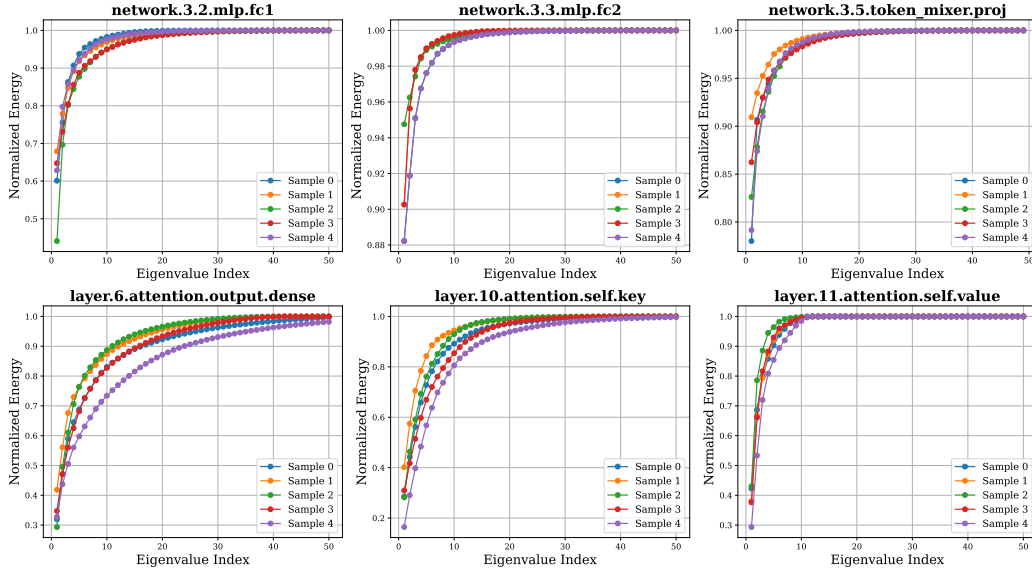 network.3.2.mlp.fc1
Normalized Energy
1.0
0.9
0.8
0.7
0.6
0.5
0
10
20
30
40
50
Eigenvalue Index
Sample 0
Sample 1
Sample 2
Sample 3
Sample 4
network.3.3.mlp.fc2
Normalized Energy
1.00
0.98
0.96
0.94
0.92
0.90
0.88
0
10
20
30
40
50
Eigenvalue Index
Sample 0
Sample 1
Sample 2
Sample 3
Sample 4
network.3.5.token_mixer.proj
Normalized Energy
1.00
0.95
0.90
0.85
0.80
0
10
20
30
40
50
Eigenvalue Index
Sample 0
Sample 1
Sample 2
Sample 3
Sample 4
layer.6.attention.output.dense
Normalized Energy
1.0
0.9
0.8
0.7
0.6
0.5
0.4
0.3
0
10
20
30
40
50
Eigenvalue Index
Sample 0
Sample 1
Sample 2
Sample 3
Sample 4
layer.10.attention.self.key
Normalized Energy
1.0
0.8
0.6
0.4
0.2
0
10
20
30
40
50
Eigenvalue Index
Sample 0
Sample 1
Sample 2
Sample 3
Sample 4
layer.11.attention.self.value
Normalized Energy
1.0
0.9
0.8
0.7
0.6
0.5
0.4
0.3
0
10
20
30
40
50
Eigenvalue Index
Sample 0
Sample 1
Sample 2
Sample 3
Sample 4